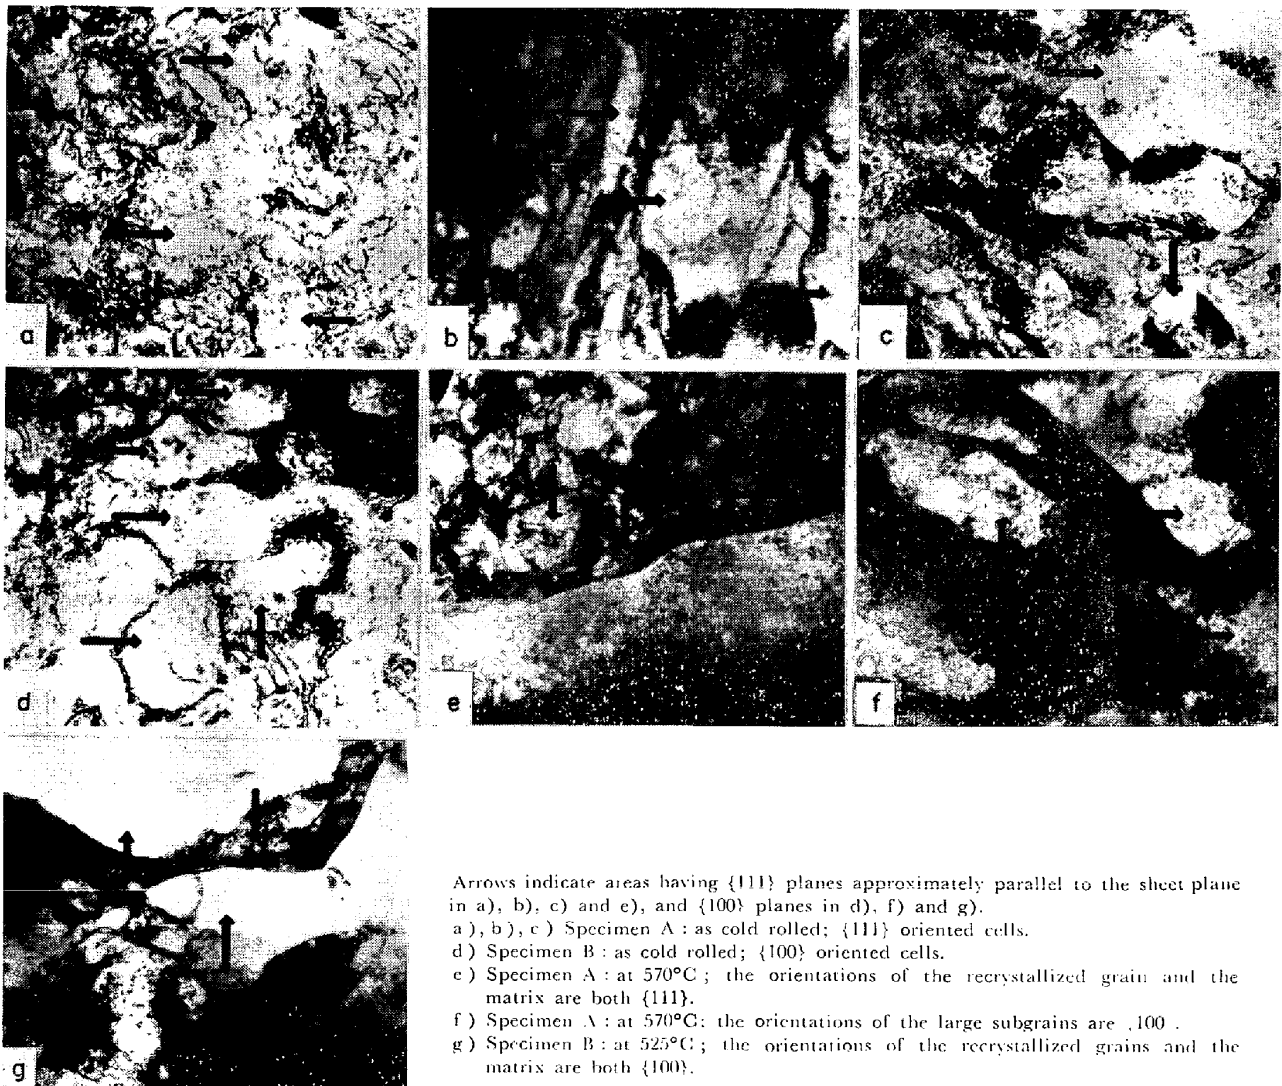 a
b
c
d
e
f
g
Arrows indicate areas having {111} planes approximately parallel to the sheet plane
in a), b), c) and e), and {100} planes in d), f) and g).
a), b), c) Specimen A : as cold rolled; {111} oriented cells.
d) Specimen B : as cold rolled; {100} oriented cells.
e) Specimen A : at 570°C ; the orientations of the recrystallized grain and the
matrix are both {111}.
f) Specimen A : at 570°C: the orientations of the large subgrains are ,100 .
g) Specimen B : at 525°C ; the orientations of the recrystallized grains and the
matrix are both {100}.